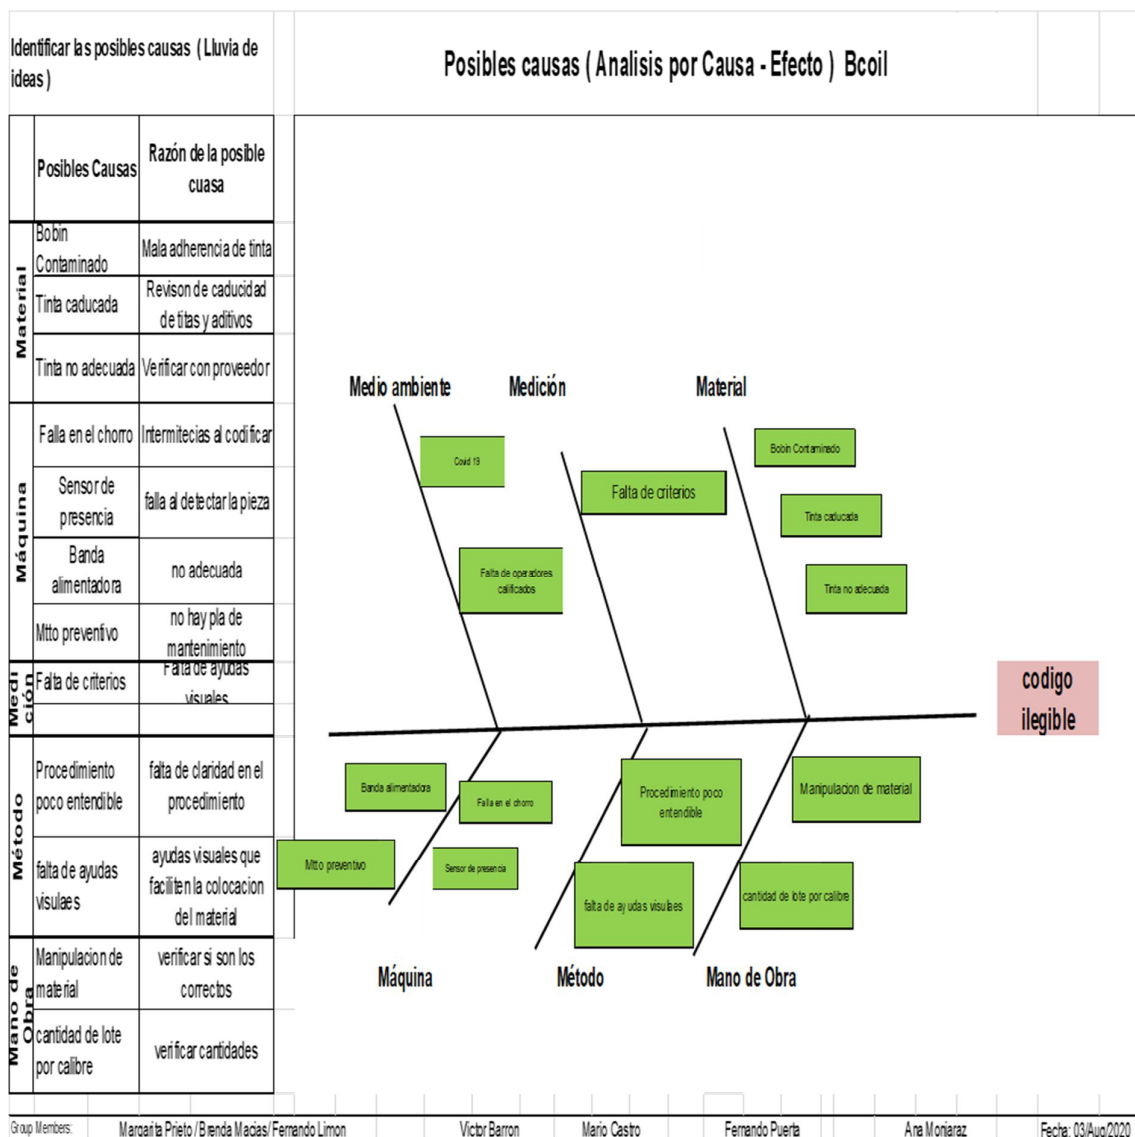 Identificar las posibles causas ( Lluvia de
ideas )
Posibles causas ( Analisis por Causa - Efecto ) Bcoil
Posibles Causas
Razón de la posible
cuasa
Material
Bobin
Contaminado
Mala adherencia de tinta
Tinta caducada
Revison de caducidad
de titas y aditivos
Tinta no adecuada
Verificar con proveedor
Máquina
Falla en el chorro
Intermitecias al codificar
Sensor de
presencia
falla al detectar la pieza
Banda
alimentadora
no adecuada
Mtto preventivo
no hay pla de
mantenimiento
Medi
ción
Falta de criterios
Falta de ayudas
visuales
Método
Procedimiento
poco entendible
falta de claridad en el
procedimiento
falta de ayudas
visulaes
ayudas visuales que
faciliten la colocacion
del material
Mano de
Obra
Manipulacion de
material
verificar si son los
correctos
cantidad de lote
por calibre
verificar cantidades
Medio ambiente
Medición
Material
Covid 19
Falta de operadores
calificados
Falta de criterios
Bobin Contaminado
Tinta caducada
Tinta no adecuada
codigo
ilegible
Banda alimentadora
Falla en el chorro
Mtto preventivo
Sensor de presencia
Procedimiento poco
entendible
falta de ayudas visulaes
Manipulacion de material
cantidad de lote por calibre
Máquina
Método
Mano de Obra
Group Members:
Margarita Prieto / Brenda Macias/ Fernando Limon
Victor Barron
Mario Castro
Fernando Puerta
Ana Monjaraz
Fecha: 03/Aug/2020